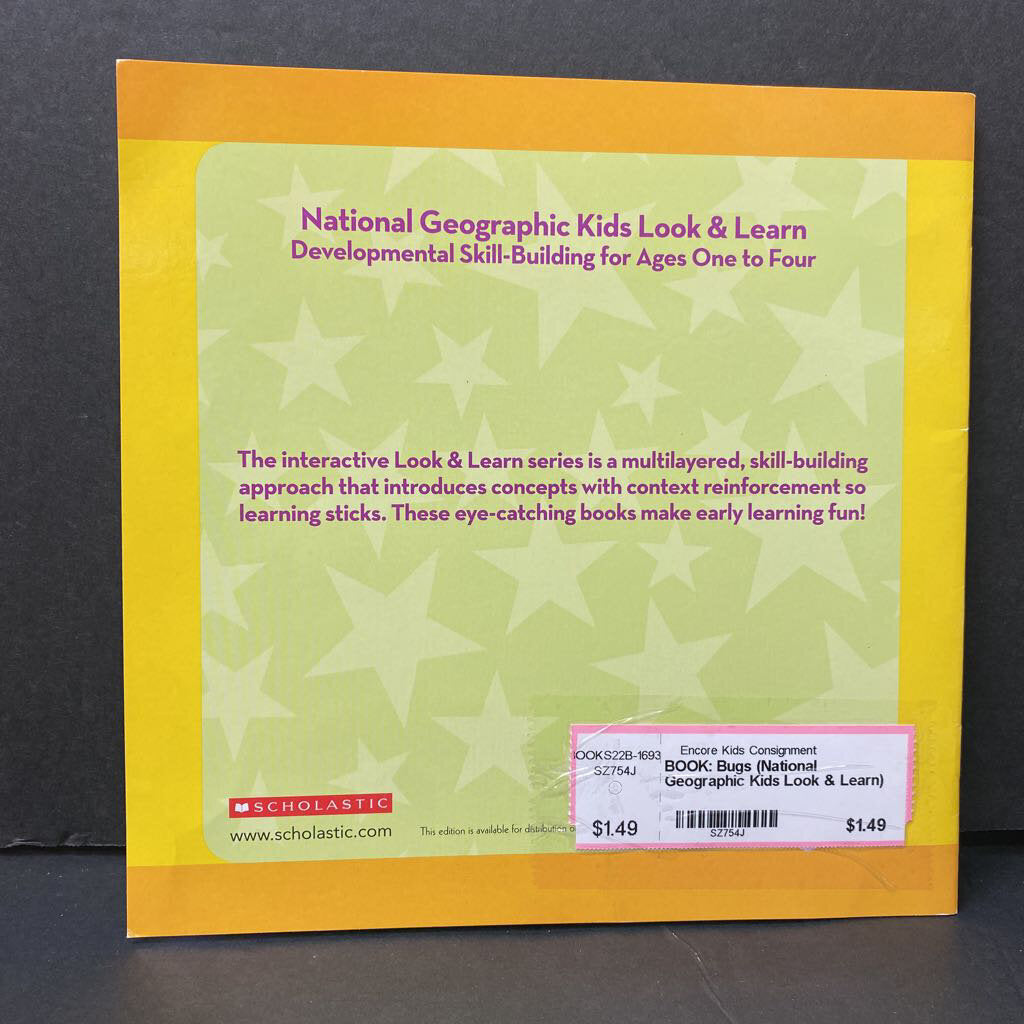 National Geographic Kids Look & Learn
Developmental Skill-Building for Ages One to Four
The interactive Look & Learn series is a multilayered, skill-building
approach that introduces concepts with context reinforcement so
learning sticks. These eye-catching books make early learning fun!
SCHOLASTIC
www.scholastic.com
This edition is available for distribution
OOKS22B-1693
SZ754J
$1.49
Encore Kids Consignment
BOOK: Bugs (National
Geographic Kids Look & Learn)
SZ754J
$1.49